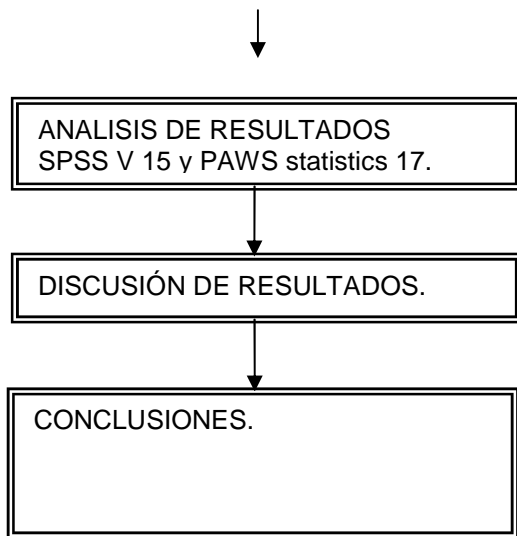 ANALISIS DE RESULTADOS
SPSS V 15 y PAWS statistics 17.
DISCUSIÓN DE RESULTADOS.
CONCLUSIONES.